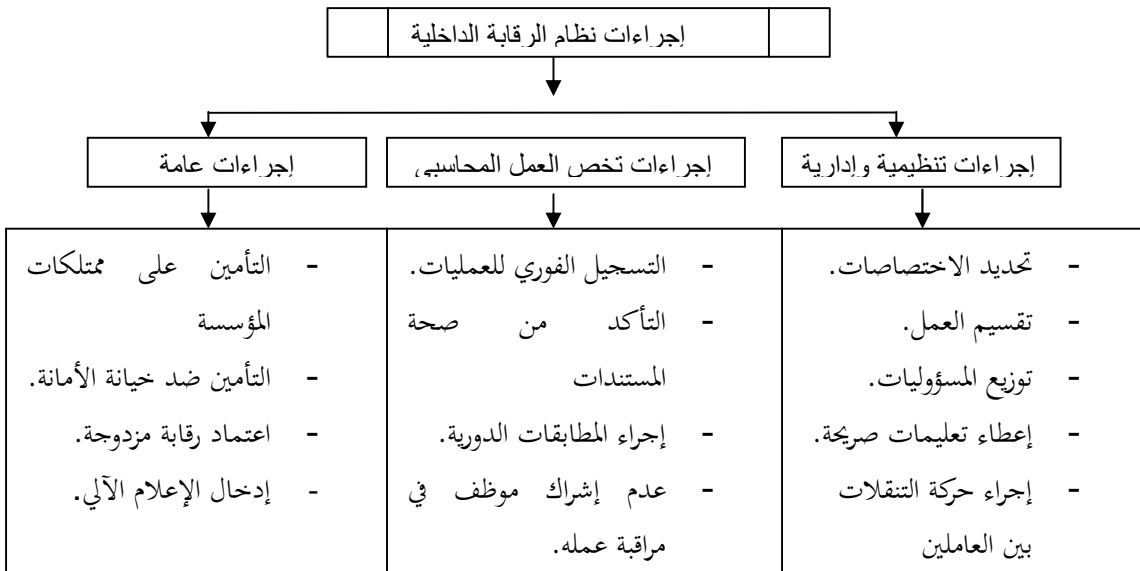 إجراءات نظام الرقابة الداخلية
إجراءات تنظيمية وإدارية
إجراءات تخص العمل المحاسبي
إجراءات عامة
- تحديد الاختصاصات.
- تقسيم العمل.
- توزيع المسؤوليات.
- إعطاء تعليمات صريحة.
- إجراء حركة التنقلات
بين العاملين
- التسجيل الفوري للعمليات.
- التأكد من صحة
المستندات
- إجراء المطابقات الدورية.
- عدم إشراك موظف في
مراقبة عمله.
- التأمين على ممتلكات
المؤسسة
- التأمين ضد خيانة الأمانة.
- اعتماد رقابة مزدوجة.
- إدخال الإعلام الآلي.